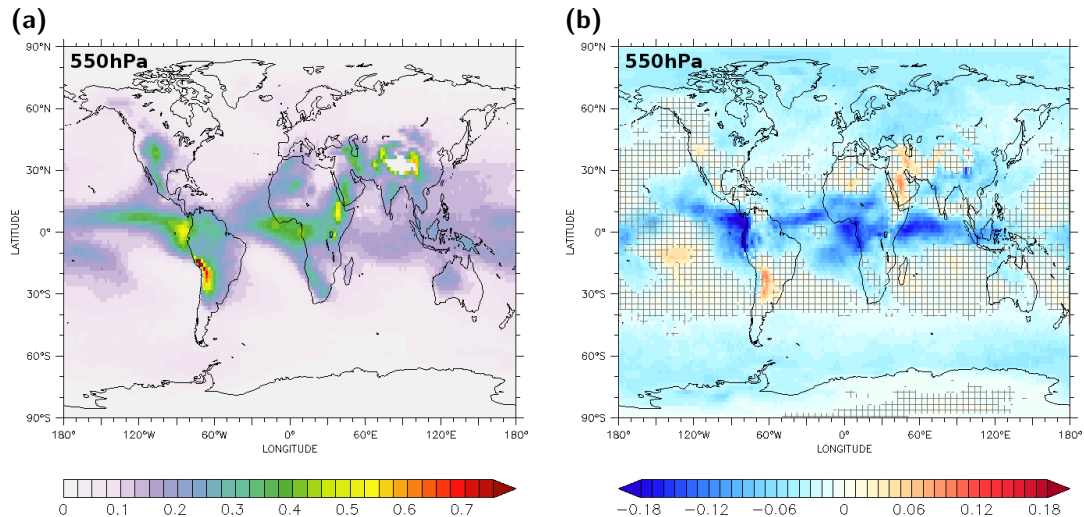 (a)
550hPa
90°N
60°N
30°N
0°
30°S
60°S
90°S
LATITUDE
180°
120°W
60°W
0°
60°E
120°E
180°
LONGITUDE
0 0.1 0.2 0.3 0.4 0.5 0.6 0.7
(b)
550hPa
90°N
60°N
30°N
0°
30°S
60°S
90°S
LATITUDE
180°
120°W
60°W
0°
60°E
120°E
180°
LONGITUDE
−0.18 −0.12 −0.06 0 0.06 0.12 0.18